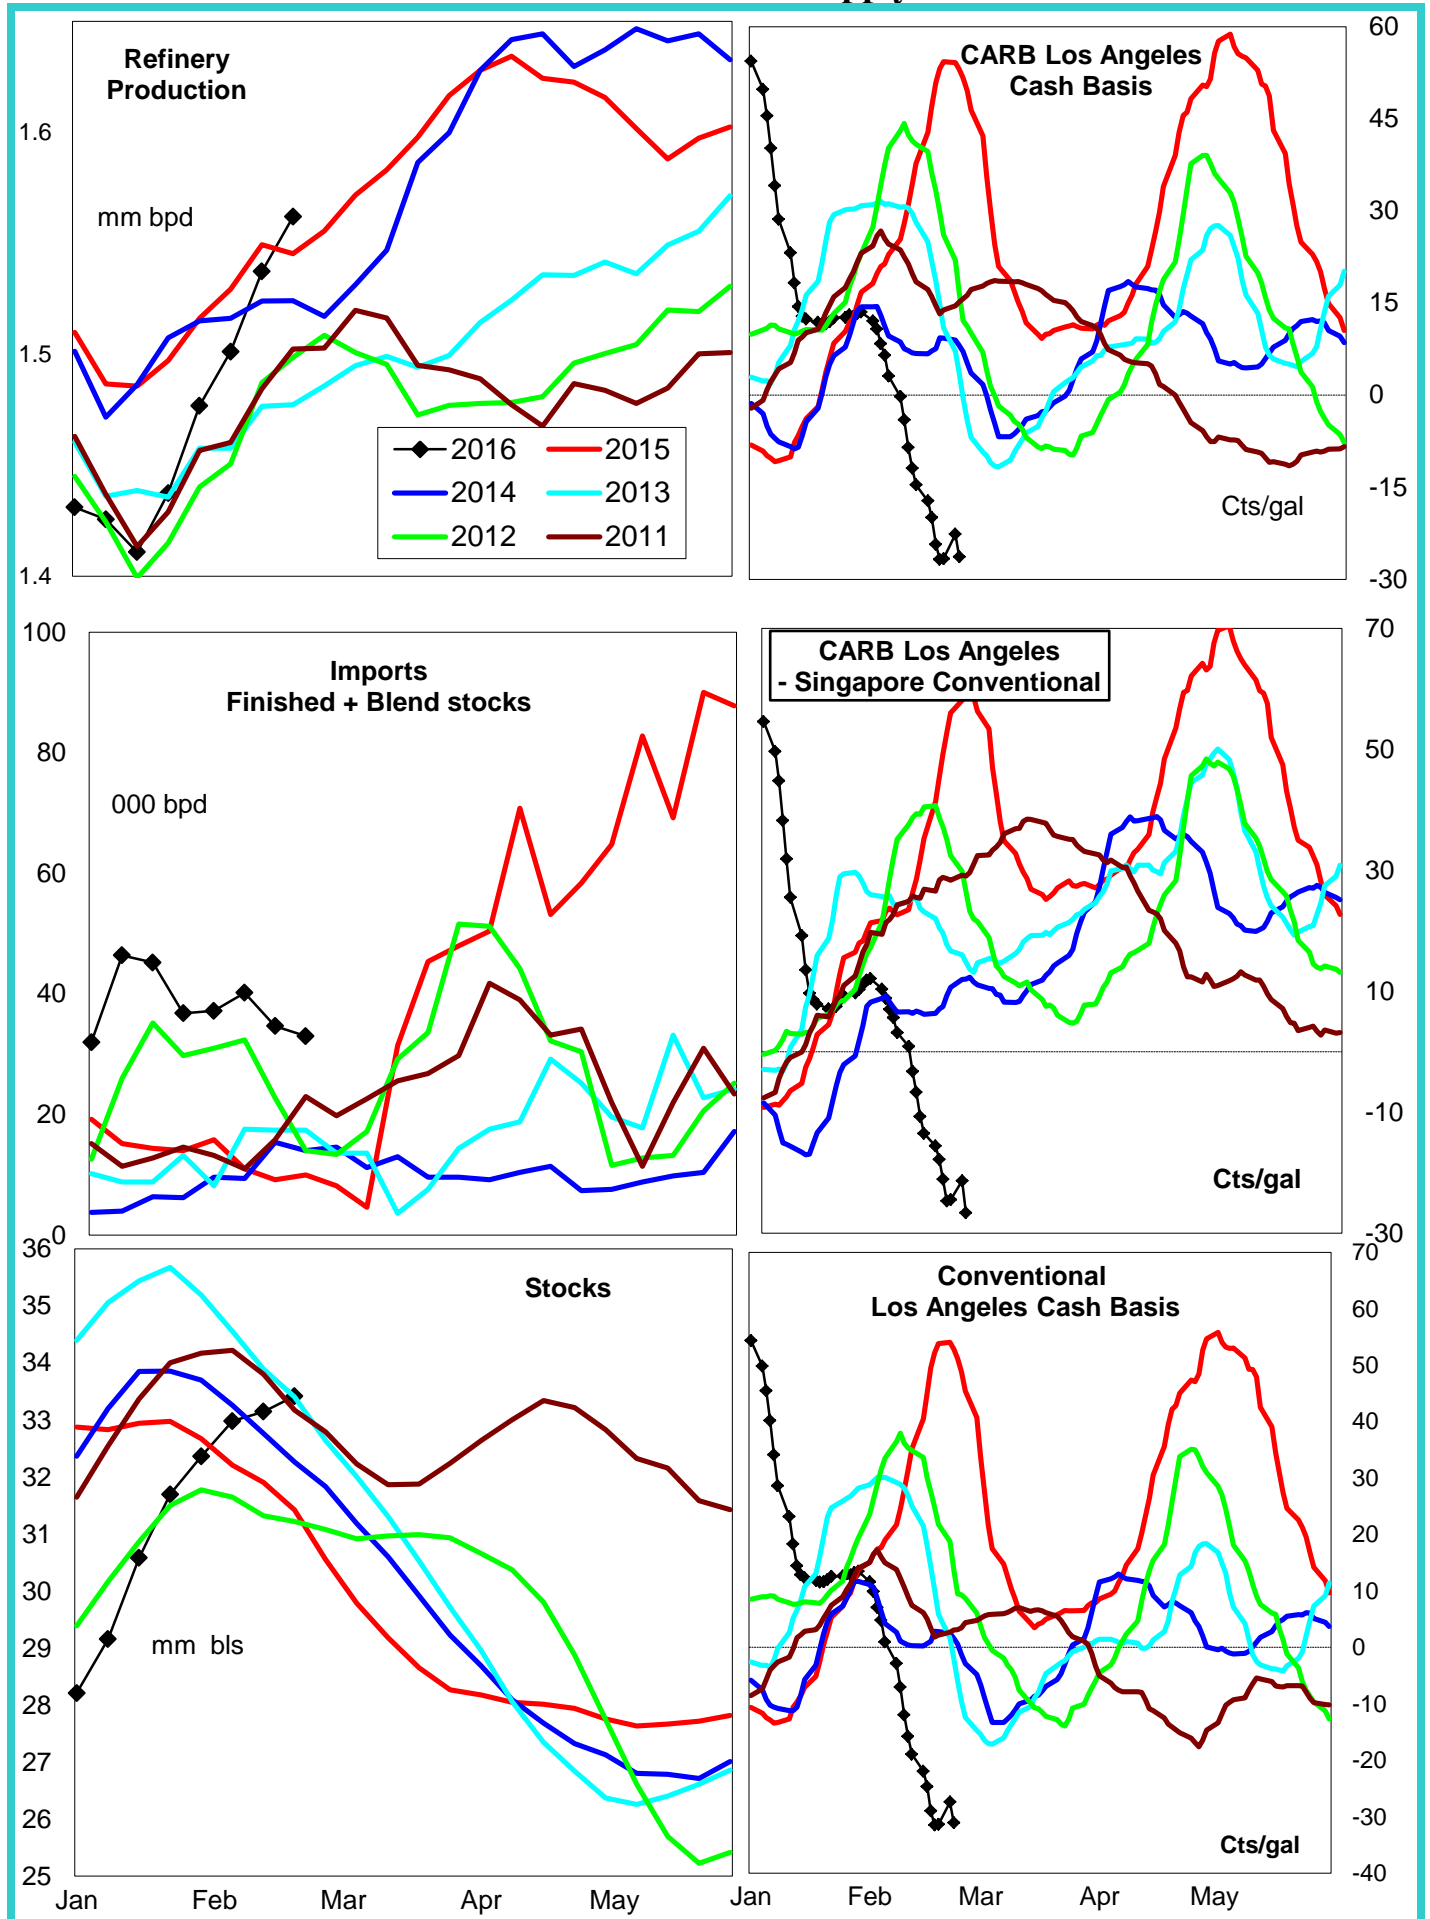 Refinery
Production
1.6
mm bpd
1.5
1.4
2016
2015
2014
2013
2012
2011
CARB Los Angeles
Cash Basis
60
45
30
15
0
-15
-30
Cts/gal
Imports
Finished + Blend stocks
000 bpd
100
80
60
40
20
0
CARB Los Angeles
- Singapore Conventional
70
50
30
10
-10
-30
Cts/gal
Stocks
mm bls
36
35
34
33
32
31
30
29
28
27
26
25
Jan
Feb
Mar
Apr
May
Conventional
Los Angeles Cash Basis
70
60
50
40
30
20
10
0
-10
-20
-30
-40
Cts/gal
Jan
Feb
Mar
Apr
May